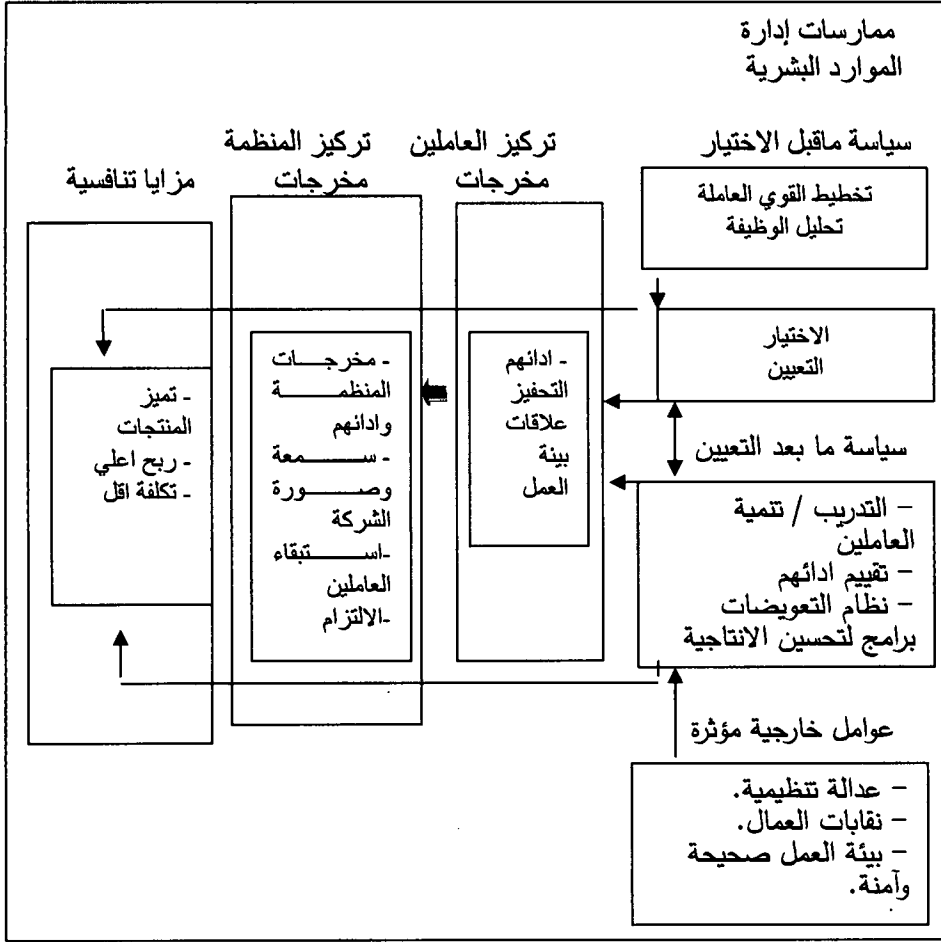 ممارسات إدارة
الموارد البشرية
سياسة ماقبل الاختيار
تركيز العاملين
مخرجات
تركيز المنظمة
مخرجات
مزايا تنافسية
تخطيط القوي العاملة
تحليل الوظيفة
الاختيار
التعيين
- ادائهم
التحفيز
علاقات
بيئة
العمل
- مخرجات
المنظمة
وادائهم
- سمعة
وصورة
الشركة
-استبقاء
العاملين
-الالتزام
- تميز
المنتجات
- ربح اعلي
- تكلفة اقل
سياسة ما بعد التعيين
- التدريب / تنمية
العاملين
- تقييم ادائهم
- نظام التعويضات
برامج لتحسين الانتاجية
عوامل خارجية مؤثرة
- عدالة تنظيمية.
- نقابات العمال.
- بيئة العمل صحيحة
وآمنة.